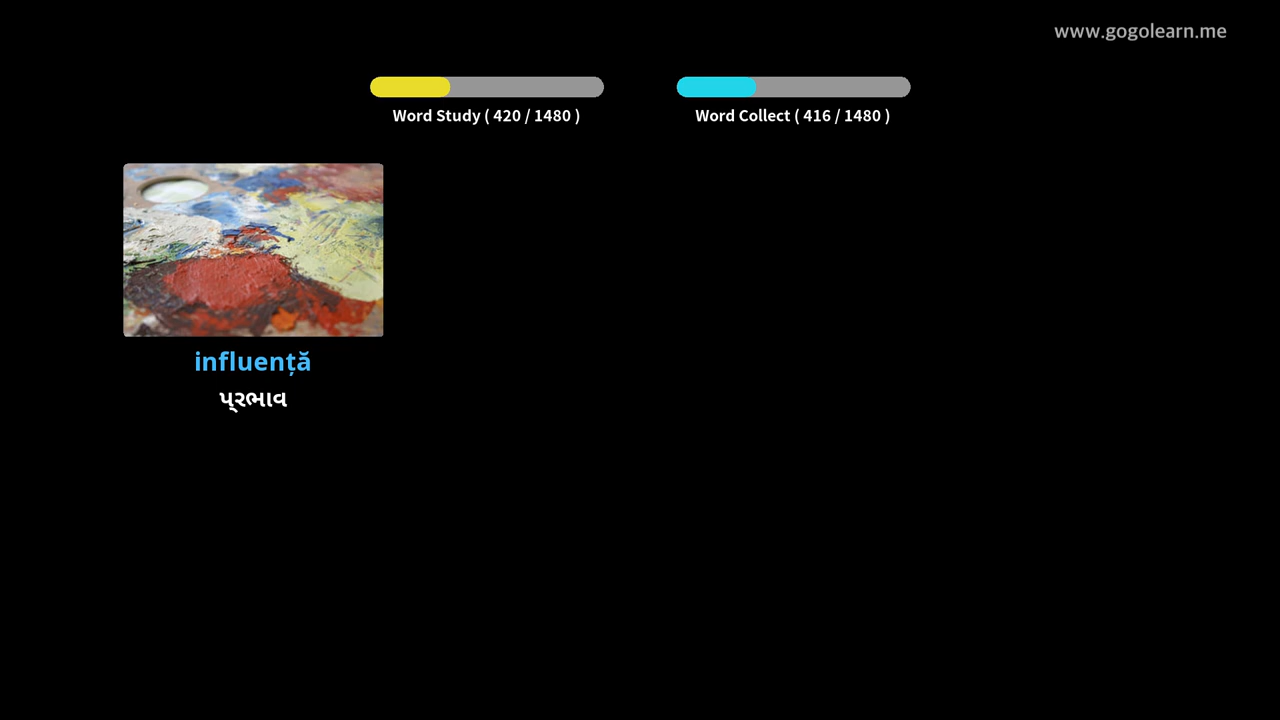 www.gogolearn.me
Word Study ( 420 / 1480 )
Word Collect ( 416 / 1480 )
influență
પ્રભાવ